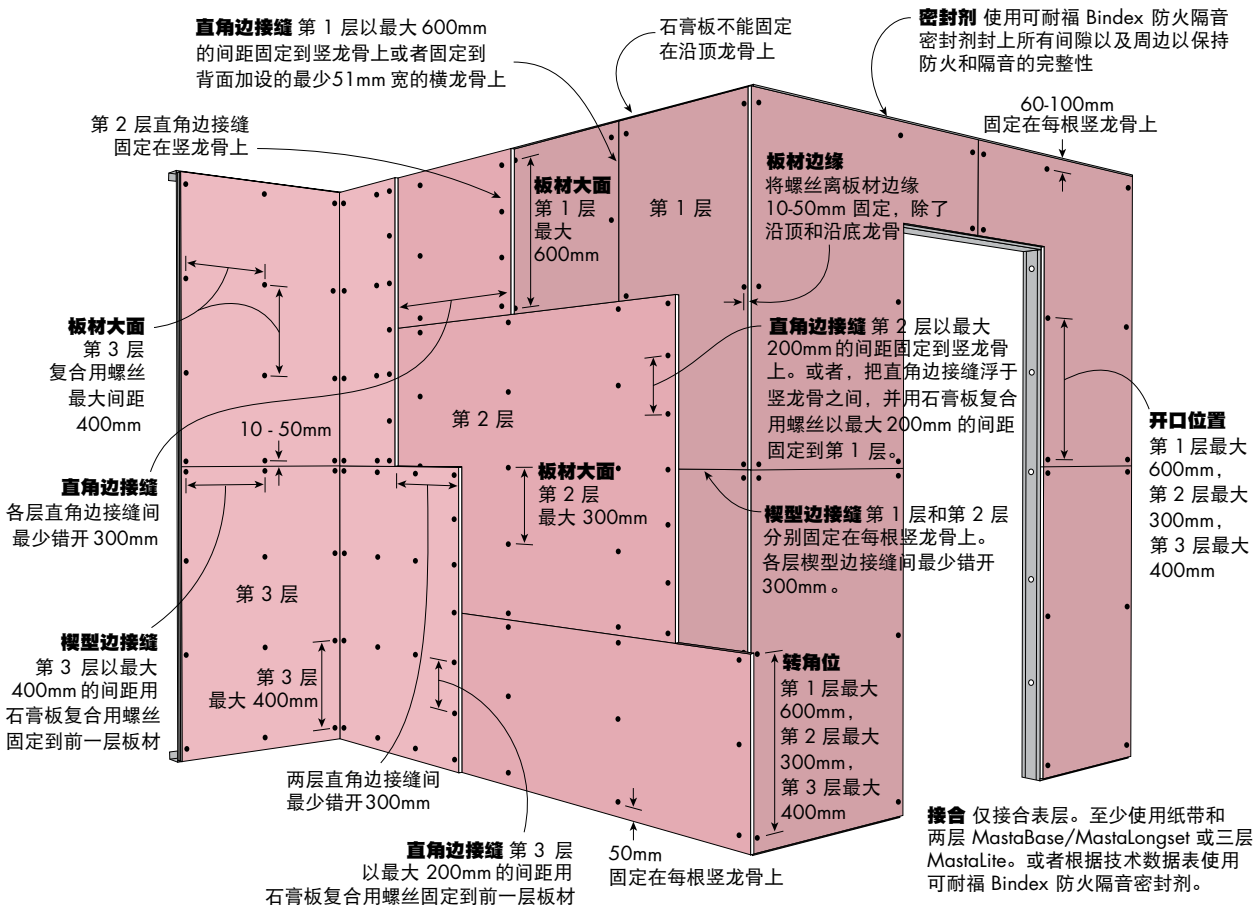 直角边接缝 第 1 层以最大 600mm
的间距固定到竖龙骨上或者固定到
背面加设的最少51mm 宽的横龙骨上
石膏板不能固定
在沿顶龙骨上
密封剂 使用可耐福 Bindex 防火隔音
密封剂封上所有间隙以及周边以保持
防火和隔音的完整性
60-100mm
固定在每根竖龙骨上
第 2 层直角边接缝
固定在竖龙骨上
板材大面
第 1 层
最大
600mm
第 1 层
板材边缘
将螺丝离板材边缘
10-50mm 固定，除了
沿顶和沿底龙骨
板材大面
第 3 层
复合用螺丝
最大间距
400mm
直角边接缝 第 2 层以最大
200mm的间距固定到竖龙骨
上。或者，把直角边接缝浮于
竖龙骨之间，并用石膏板复合
用螺丝以最大 200mm 的间距
固定到第 1 层。
第 2 层
10 - 50mm
开口位置
第 1 层最大
600mm，
第 2 层最大
300mm，
第 3 层最大
400mm
板材大面
第 2 层
最大 300mm
直角边接缝
各层直角边接缝间
最少错开 300mm
楔型边接缝 第 1 层和第 2 层
分别固定在每根竖龙骨上。
各层楔型边接缝间最少错开
300mm。
第 3 层
楔型边接缝
第 3 层以最大
400mm 的间距用
石膏板复合用螺丝
固定到前一层板材
第 3 层
最大 400mm
转角位
第 1 层最大
600mm，
第 2 层最大
300mm，
第 3 层最大
400mm
两层直角边接缝间
最少错开 300mm
直角边接缝 第 3 层
以最大 200mm 的间距用
石膏板复合用螺丝固定到前一层板材
50mm
固定在每根竖龙骨上
接合 仅接合表层。至少使用纸带和
两层 MastaBase/MastaLongset 或三层
MastaLite。或者根据技术数据表使用
可耐福 Bindex 防火隔音密封剂。